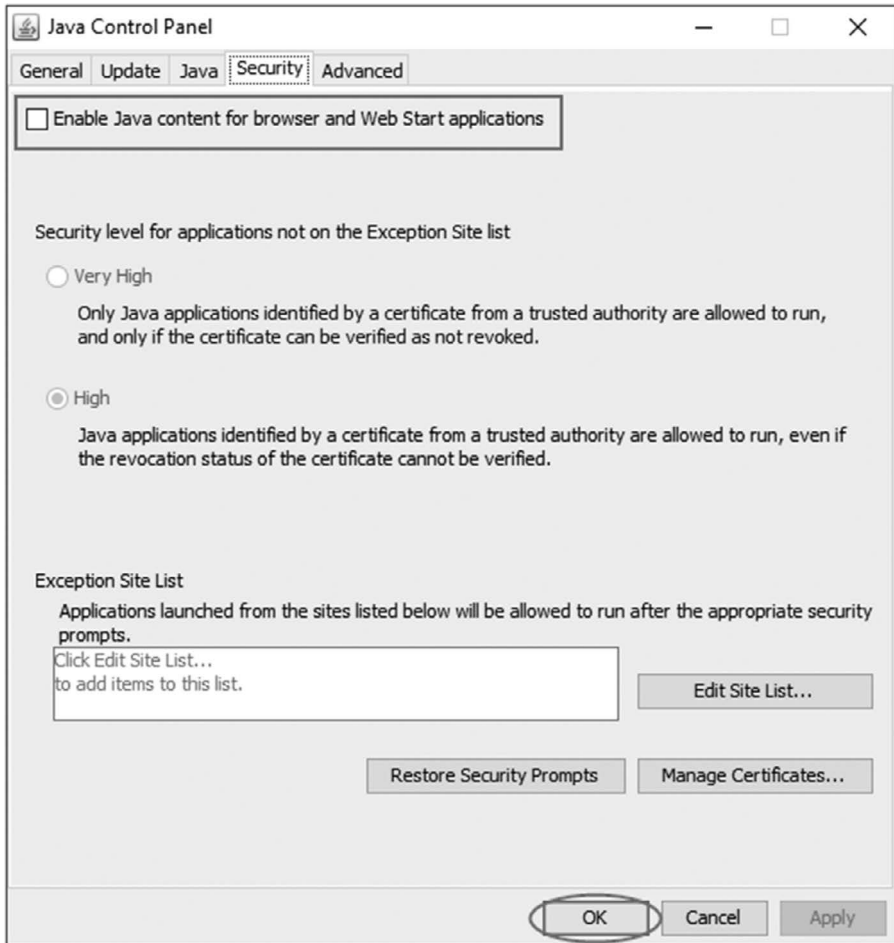 Java Control Panel
General Update Java Security Advanced
Enable Java content for browser and Web Start applications
Security level for applications not on the Exception Site list
Very High
Only Java applications identified by a certificate from a trusted authority are allowed to run,
and only if the certificate can be verified as not revoked.
High
Java applications identified by a certificate from a trusted authority are allowed to run, even if
the revocation status of the certificate cannot be verified.
Exception Site List
Applications launched from the sites listed below will be allowed to run after the appropriate security
prompts.
Click Edit Site List...
to add items to this list.
Edit Site List...
Restore Security Prompts Manage Certificates...
OK Cancel Apply